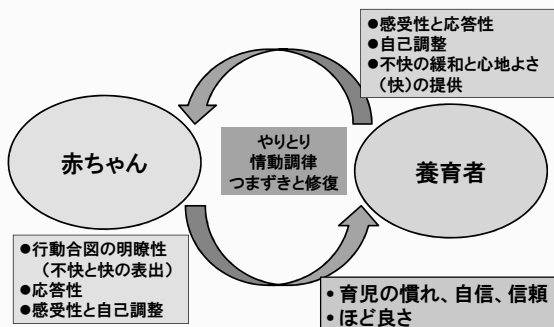 ●感受性と応答性
●自己調整
●不快の緩和と心地よさ
（快）の提供
赤ちゃん
やりとり
情動調律
つまずきと修復
養育者
●行動合図の明瞭性
（不快と快の表出）
●応答性
●感受性と自己調整
• 育児の慣れ、自信、信頼
• ほど良さ